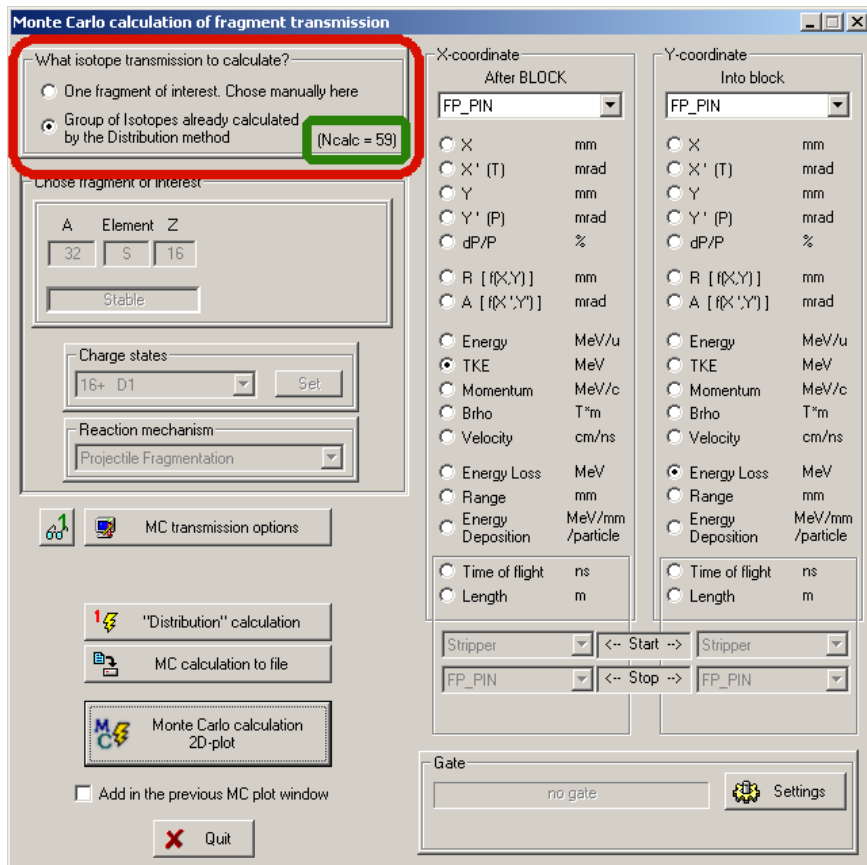 Monte Carlo calculation of fragment transmission
What isotope transmission to calculate?
One fragment of interest. Chose manually here
Group of Isotopes already calculated
by the Distribution method
(Ncalc = 59)
Chose fragment of interest
A Element Z
32 S 16
Stable
Charge states
16+ D1
Set
Reaction mechanism
Projectile Fragmentation
1
MC transmission options
1
"Distribution" calculation
MC calculation to file
MC
Monte Carlo calculation
2D-plot
Add in the previous MC plot window
Quit
X-coordinate
After BLOCK
FP_PIN
X mm
X ' (T) mrad
Y mm
Y ' (P) mrad
dP/P %
R [ f(X,Y) ] mm
A [ f(X ',Y') ] mrad
Energy MeV/u
TKE MeV
Momentum MeV/c
Brho T*m
Velocity cm/ns
Energy Loss MeV
Range mm
Energy MeV/mm
Deposition /particle
Time of flight ns
Length m
Y-coordinate
Into block
FP_PIN
X mm
X ' (T) mrad
Y mm
Y ' (P) mrad
dP/P %
R [ f(X,Y) ] mm
A [ f(X ',Y') ] mrad
Energy MeV/u
TKE MeV
Momentum MeV/c
Brho T*m
Velocity cm/ns
Energy Loss MeV
Range mm
Energy MeV/mm
Deposition /particle
Time of flight ns
Length m
Stripper <-- Start --> Stripper
FP_PIN <-- Stop --> FP_PIN
Gate
no gate
Settings